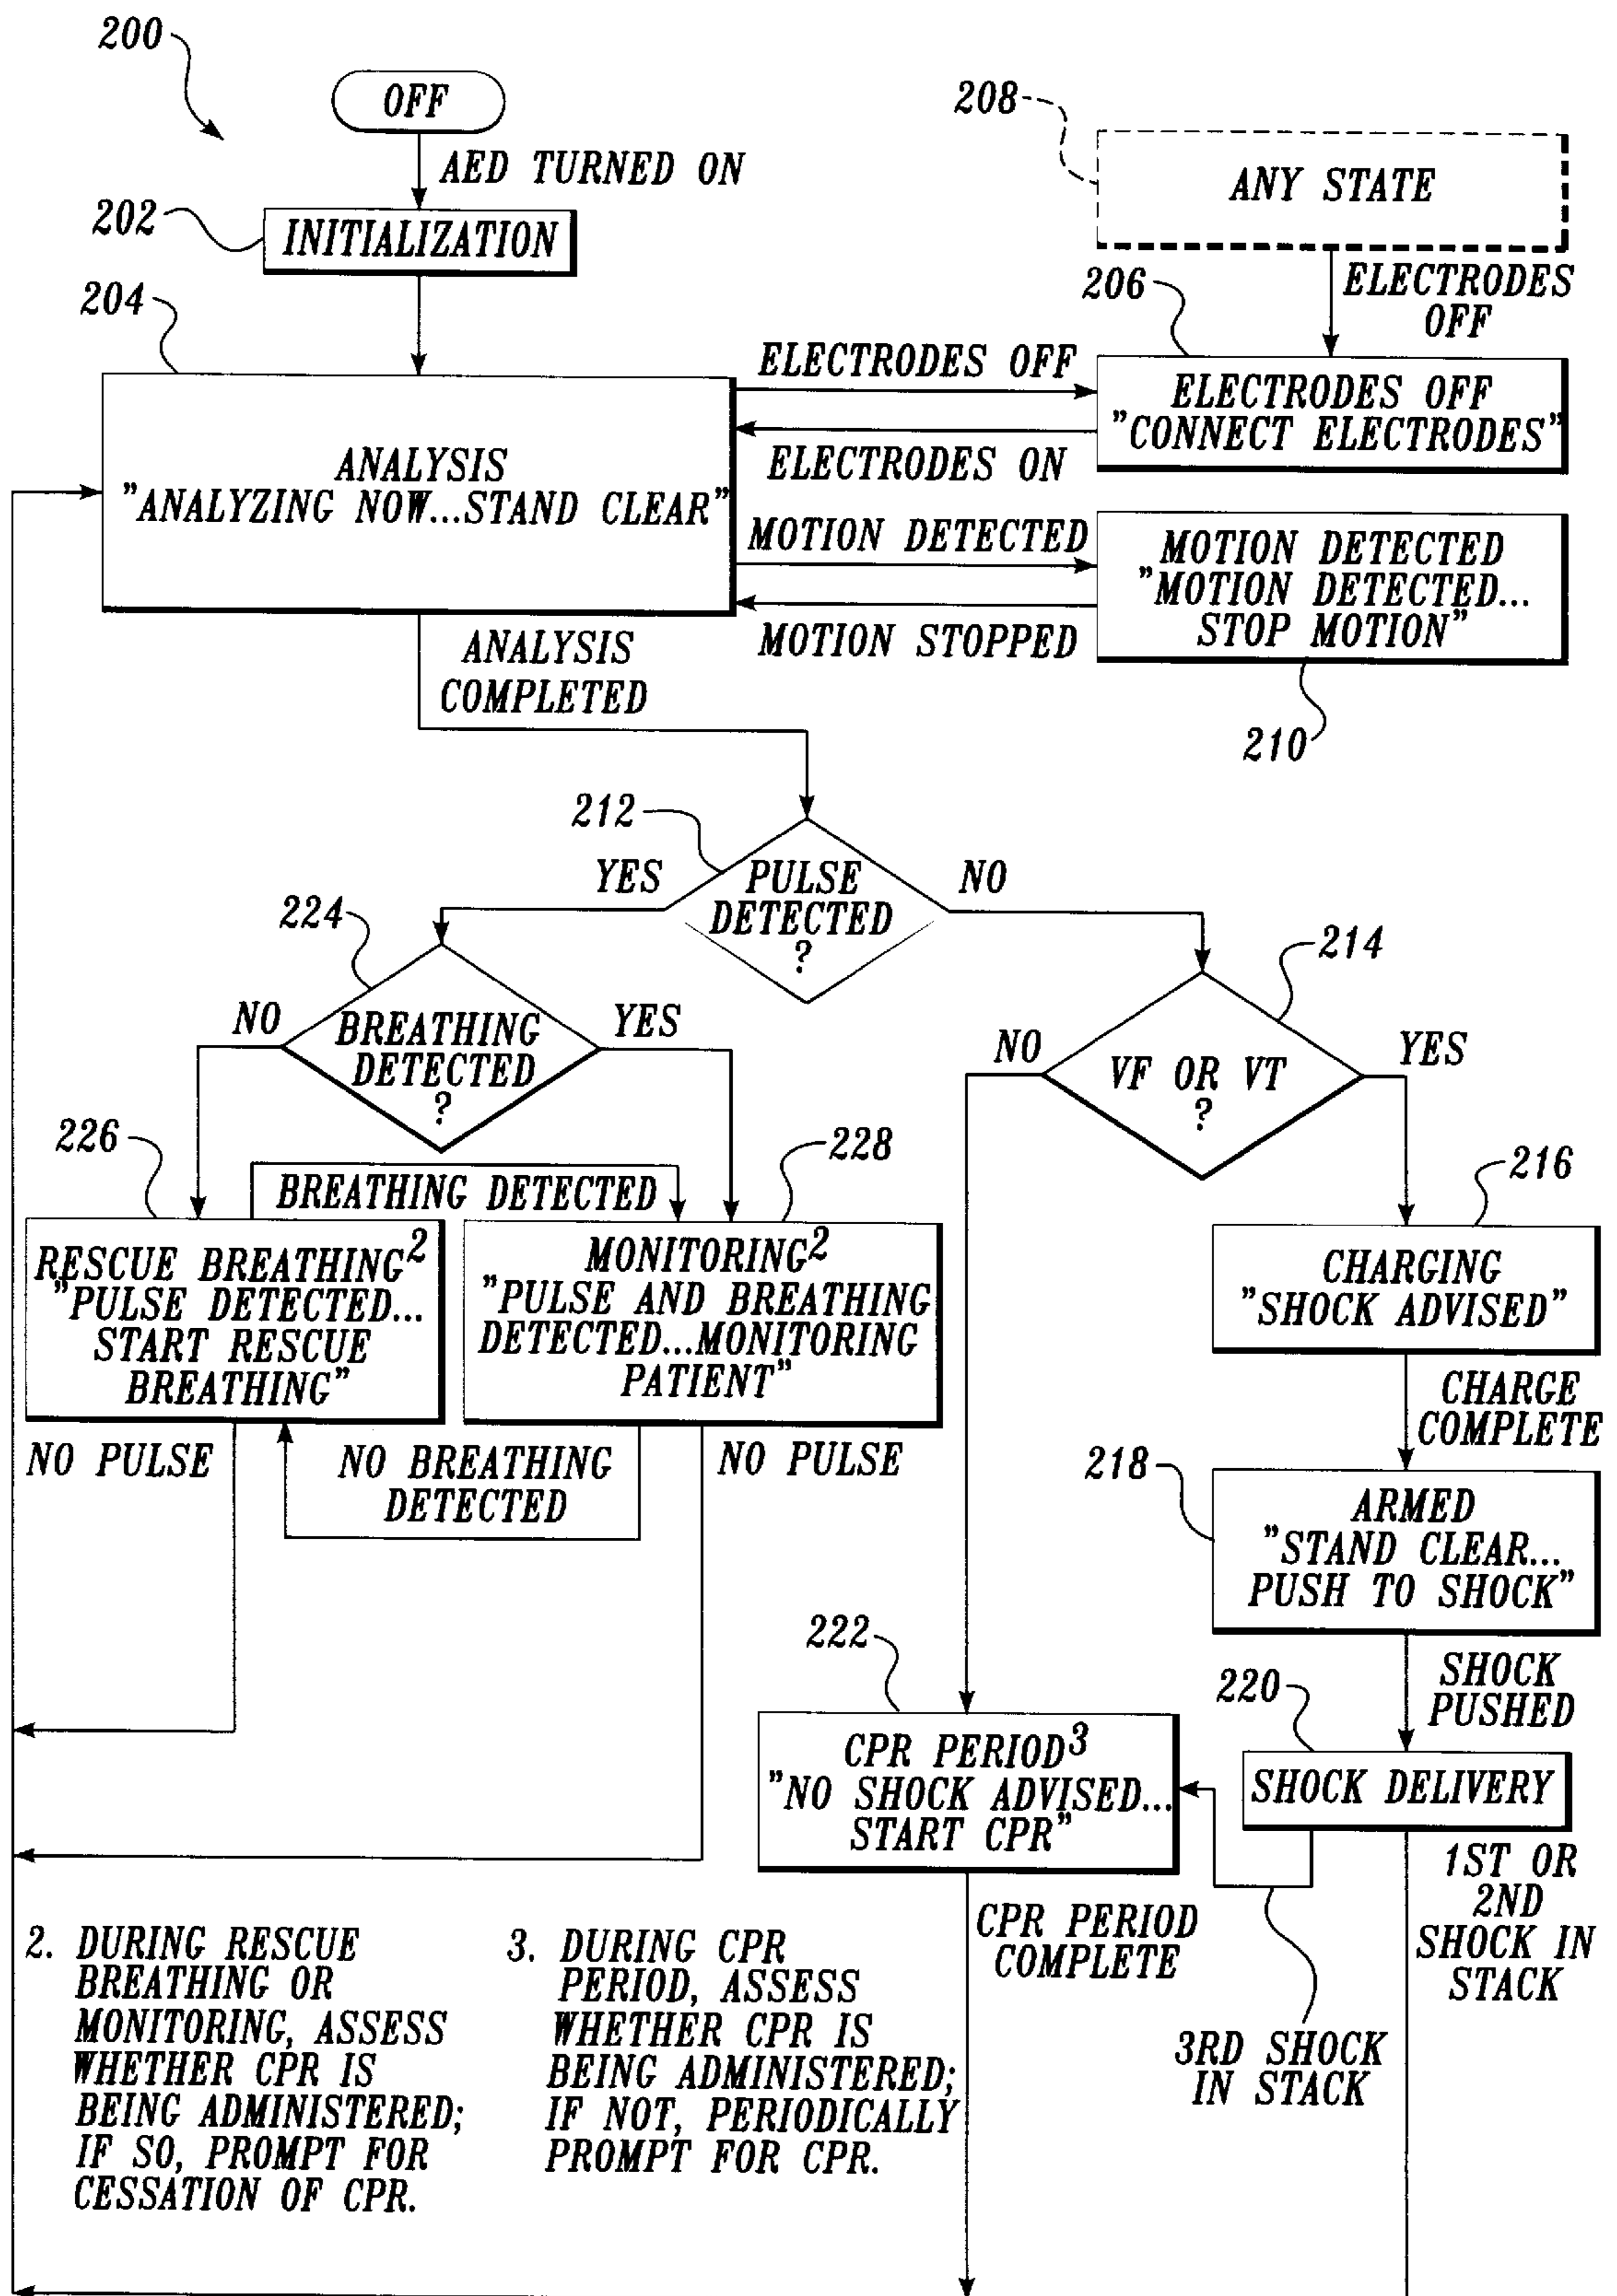 200
OFF
AED TURNED ON
202
INITIALIZATION
208
ANY STATE
ELECTRODES
OFF
204
206
ELECTRODES OFF
ELECTRODES OFF
"CONNECT ELECTRODES"
ELECTRODES ON
ANALYSIS
"ANALYZING NOW...STAND CLEAR"
MOTION DETECTED
MOTION DETECTED
"MOTION DETECTED...
STOP MOTION"
MOTION STOPPED
210
ANALYSIS
COMPLETED
212
PULSE
DETECTED
?
YES
NO
224
BREATHING
DETECTED
?
NO
YES
214
VF OR VT
?
NO
YES
226
BREATHING DETECTED
228
216
RESCUE BREATHING2
"PULSE DETECTED...
START RESCUE
BREATHING"
MONITORING2
"PULSE AND BREATHING
DETECTED...MONITORING
PATIENT"
CHARGING
"SHOCK ADVISED"
CHARGE
COMPLETE
NO PULSE
NO BREATHING
DETECTED
NO PULSE
218
ARMED
"STAND CLEAR...
PUSH TO SHOCK"
SHOCK
PUSHED
222
220
CPR PERIOD3
"NO SHOCK ADVISED...
START CPR"
SHOCK DELIVERY
1ST OR
2ND
SHOCK IN
STACK
CPR PERIOD
COMPLETE
3RD SHOCK
IN STACK
2. DURING RESCUE
BREATHING OR
MONITORING, ASSESS
WHETHER CPR IS
BEING ADMINISTERED;
IF SO, PROMPT FOR
CESSATION OF CPR.
3. DURING CPR
PERIOD, ASSESS
WHETHER CPR IS
BEING ADMINISTERED;
IF NOT, PERIODICALLY
PROMPT FOR CPR.